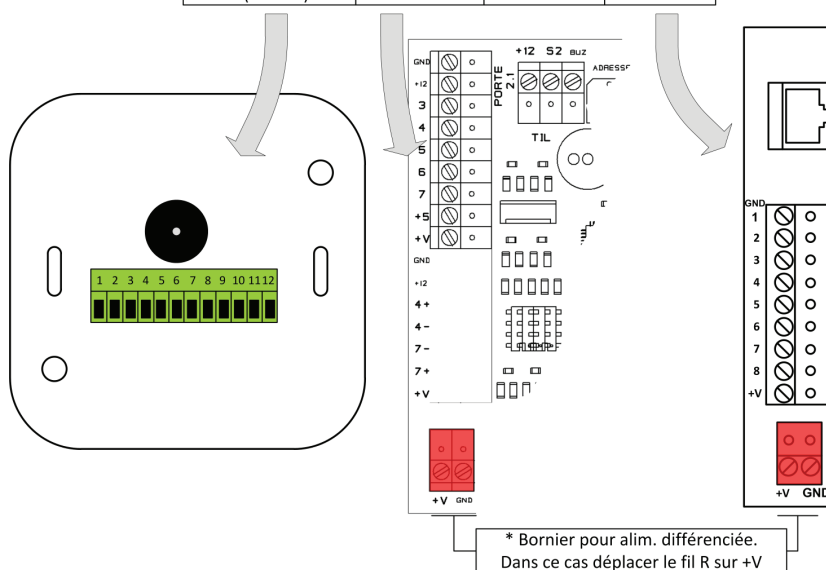 +12 S2 BUZ
ADRESSE
PORTE
2.1
TIL
GND
+12
3
4
5
6
7
+5
+V
GND
+12
4+
4-
7-
7+
+V
+V GND
1 2 3 4 5 6 7 8 9 10 11 12
GND
1
2
3
4
5
6
7
8
+V
+V GND
* Bornier pour alim. différenciée.
Dans ce cas déplacer le fil R sur +V